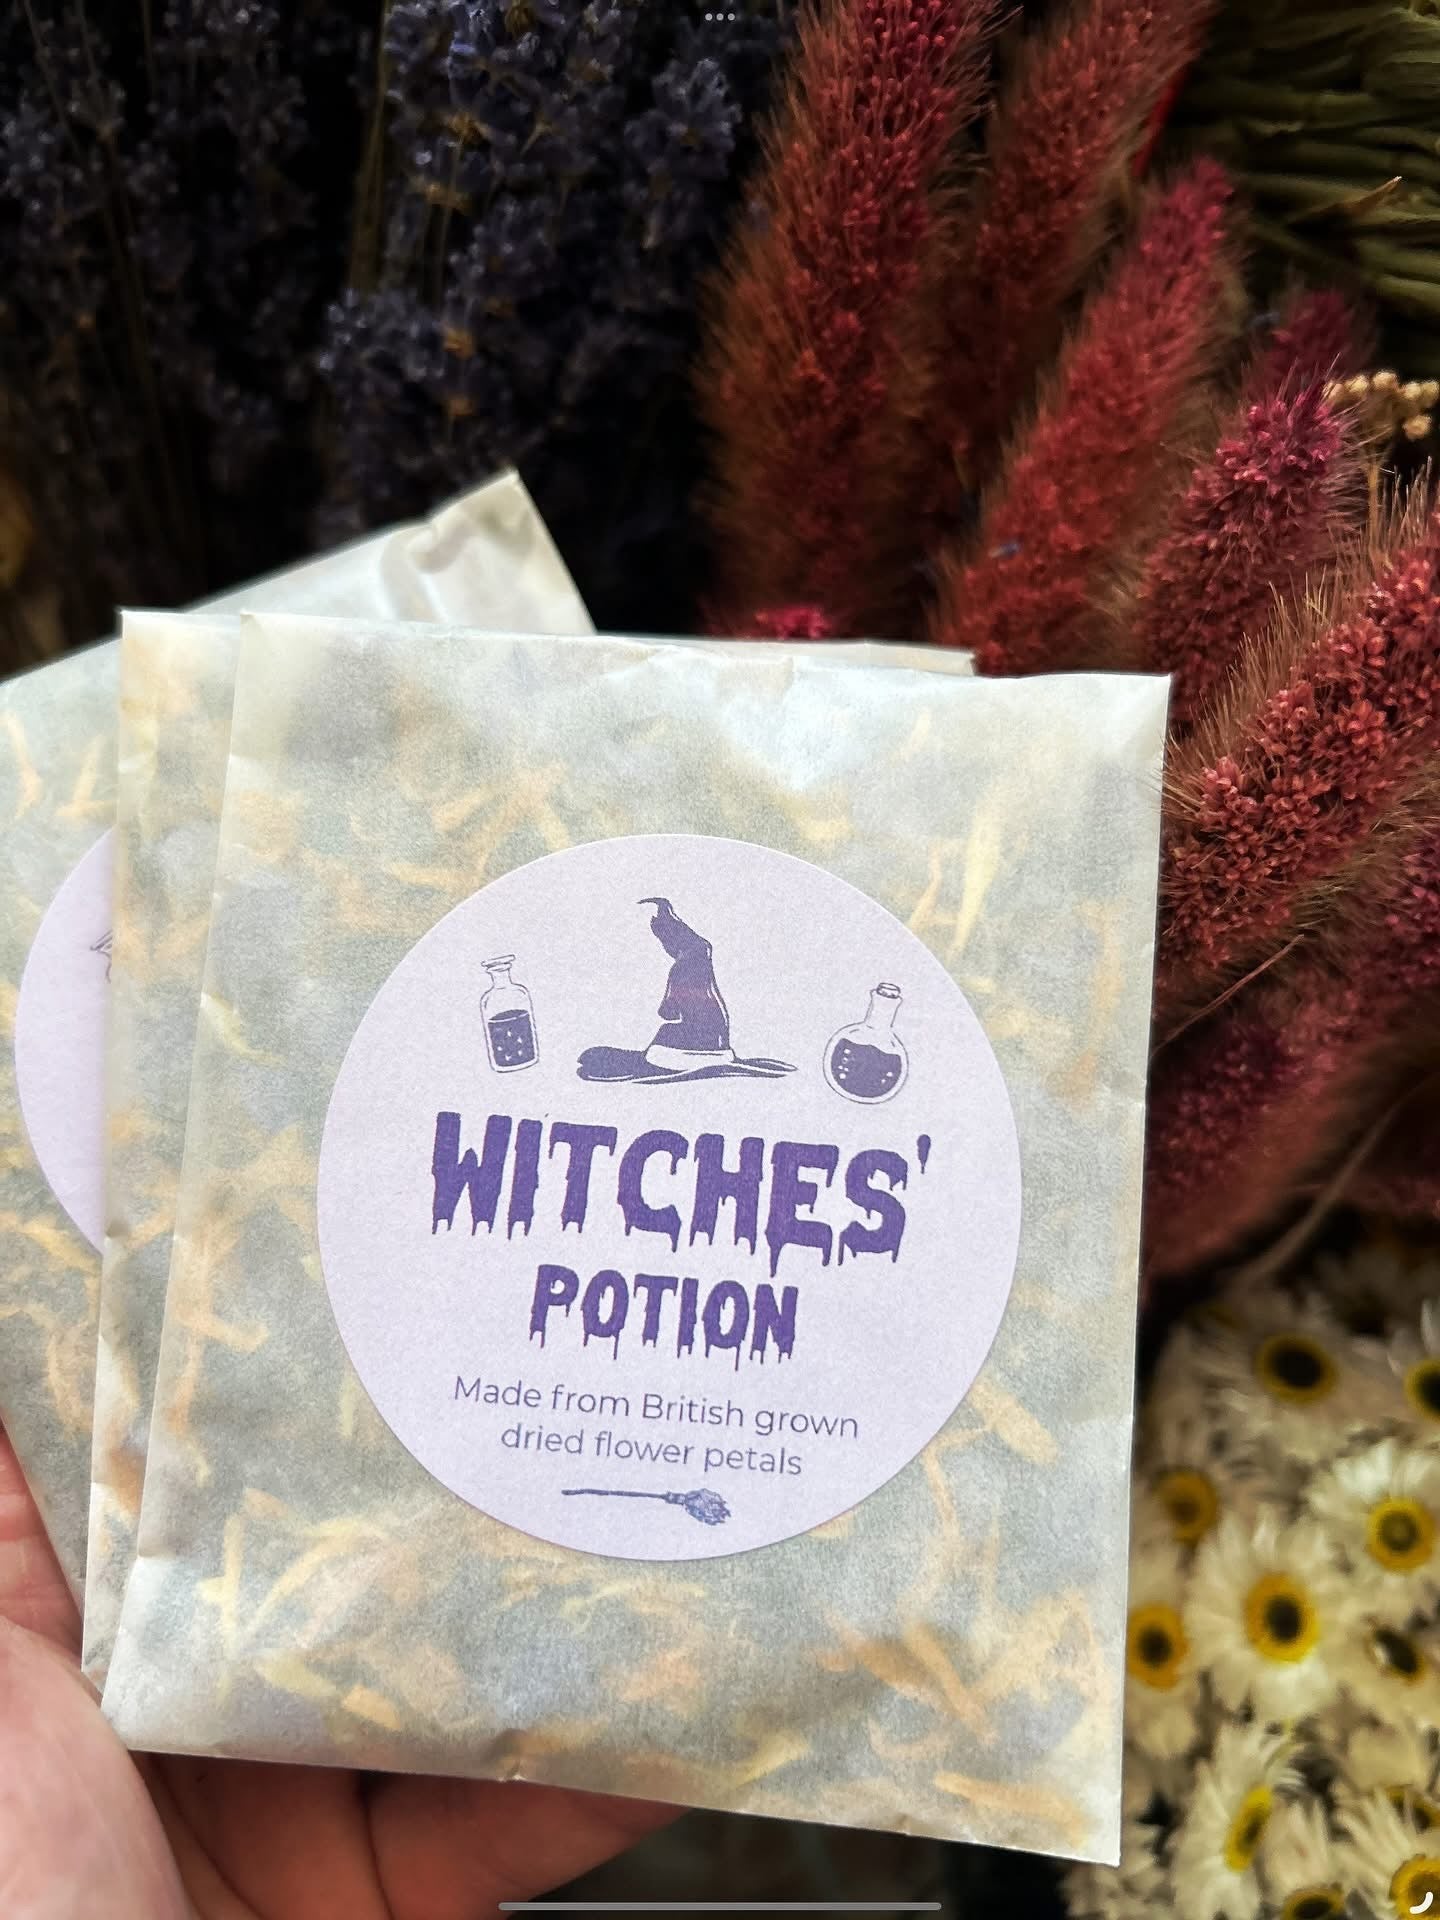 WITCHES'
POTION
Made from British grown
dried flower petals